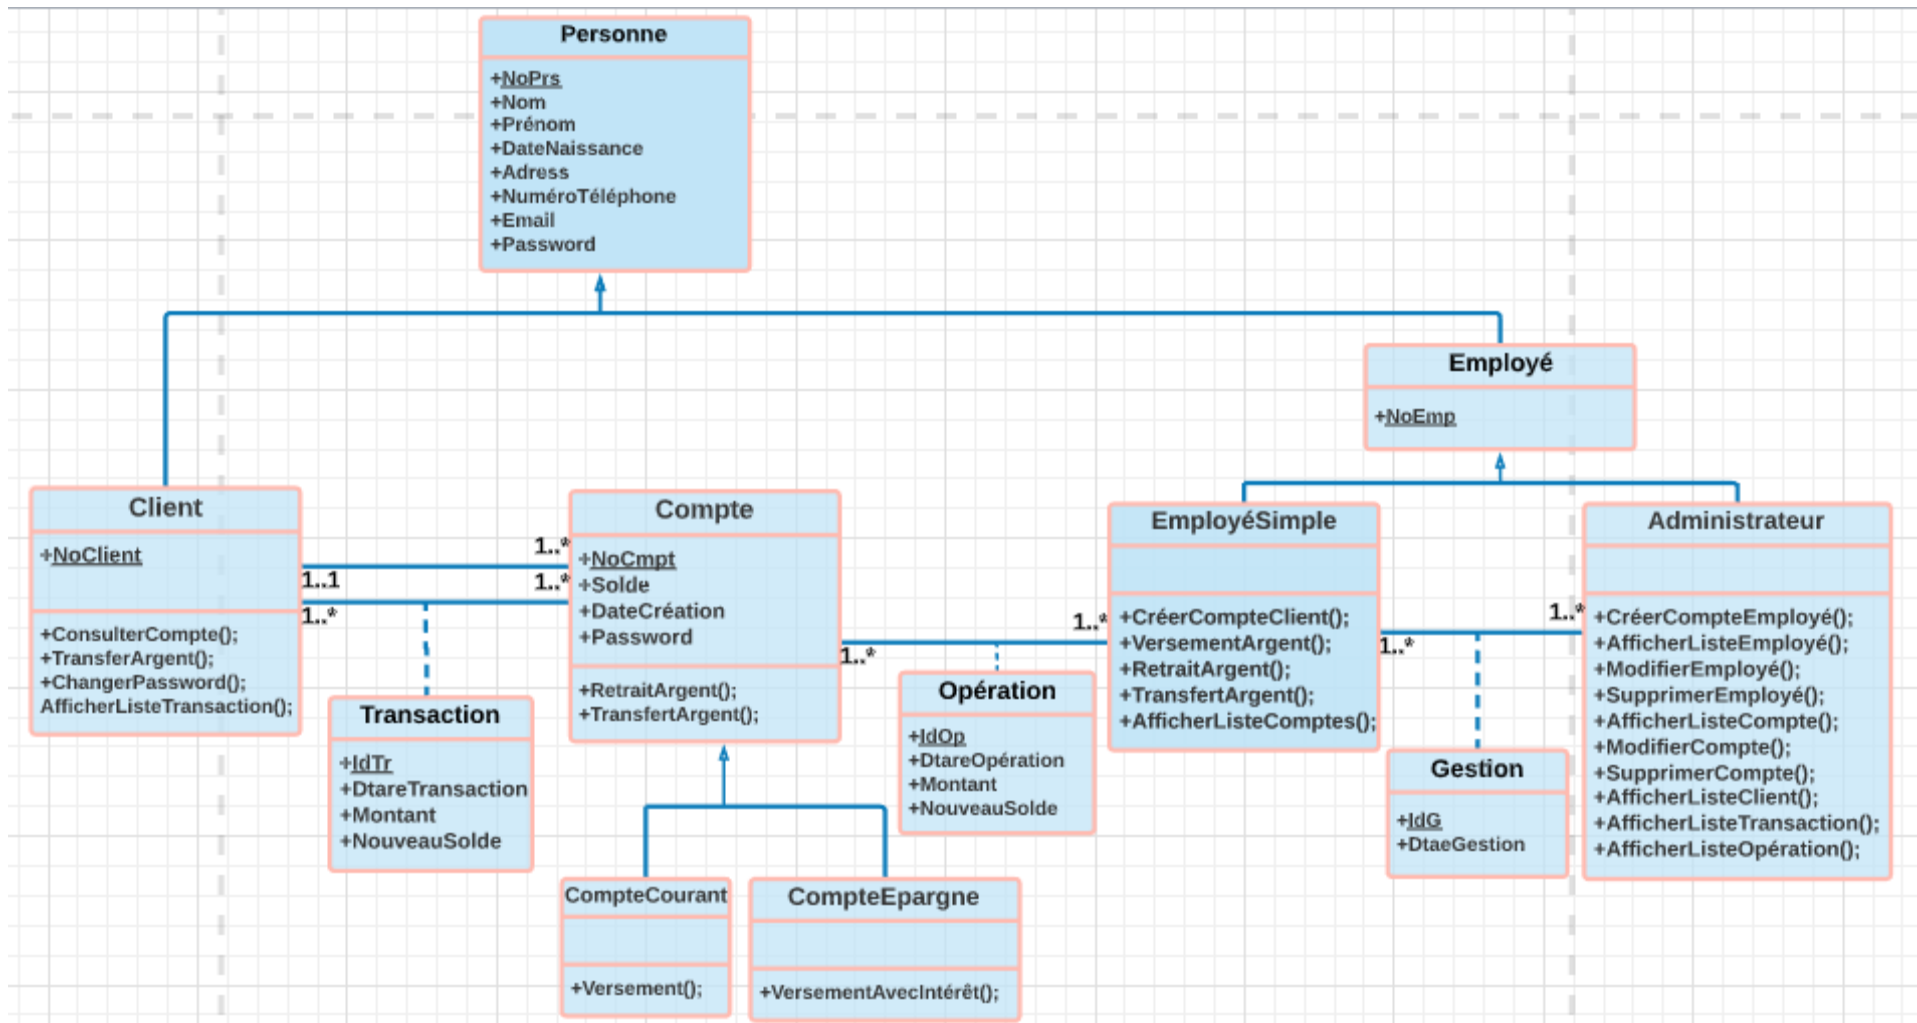 Personne
+NoPrs
+Nom
+Prénom
+DateNaissance
+Adress
+NuméroTéléphone
+Email
+Password
Employé
+NoEmp
Client
+NoClient
+ConsulterCompte();
+TransferArgent();
+ChangerPassword();
AfficherListeTransaction();
1..*
1..1
1..*
1..*
Compte
+NoCmpt
+Solde
+DateCréation
+Password
+RetraitArgent();
+TransfertArgent();
Transaction
+IdTr
+DtareTransaction
+Montant
+NouveauSolde
1..*
1..*
Opération
+IdOp
+DtareOpération
+Montant
+NouveauSolde
EmployéSimple
+CréerCompteClient();
+VersementArgent();
+RetraitArgent();
+TransfertArgent();
+AfficherListeComptes();
1..*
1..*
Gestion
+IdG
+DtaeGestion
Administrateur
+CréerCompteEmployé();
+AfficherListeEmployé();
+ModifierEmployé();
+SupprimerEmployé();
+AfficherListeCompte();
+ModifierCompte();
+SupprimerCompte();
+AfficherListeClient();
+AfficherListeTransaction();
+AfficherListeOpération();
CompteCourant
+Versement();
CompteEpargne
+VersementAvecIntérêt();